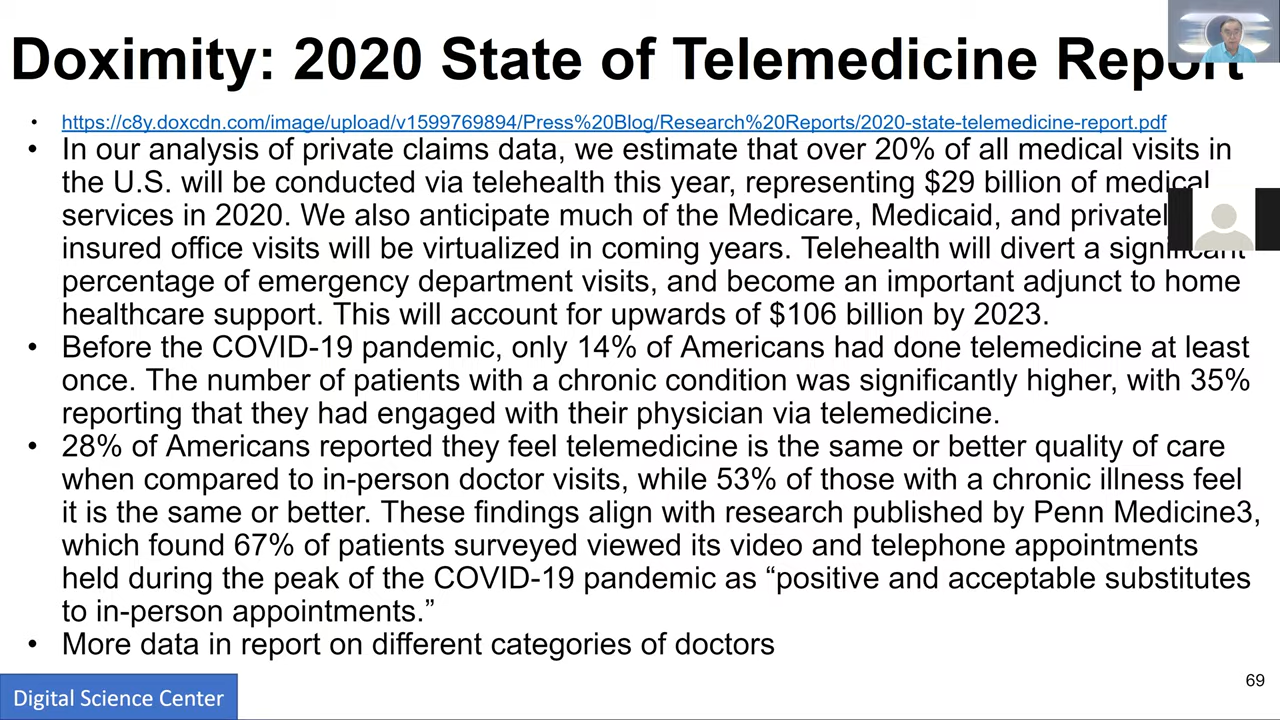 Doximity: 2020 State of Telemedicine Report
• https://c8y.doxcdn.com/image/upload/v1599769894/Press%20Blog/Research%20Reports/2020-state-telemedicine-report.pdf
• In our analysis of private claims data, we estimate that over 20% of all medical visits in
the U.S. will be conducted via telehealth this year, representing $29 billion of medical
services in 2020. We also anticipate much of the Medicare, Medicaid, and
insured office visits will be virtualized in coming years. Telehealth will divert a significant
percentage of emergency department visits, and become an important adjunct to home
healthcare support. This will account for upwards of $106 billion by 2023.
• Before the COVID-19 pandemic, only 14% of Americans had done telemedicine at least
once. The number of patients with a chronic condition was significantly higher, with 35%
reporting that they had engaged with their physician via telemedicine.
• 28% of Americans reported they feel telemedicine is the same or better quality of care
when compared to in-person doctor visits, while 53% of those with a chronic illness feel
it is the same or better. These findings align with research published by Penn Medicine3,
which found 67% of patients surveyed viewed its video and telephone appointments
held during the peak of the COVID-19 pandemic as “positive and acceptable substitutes
to in-person appointments.”
• More data in report on different categories of doctors
69
Digital Science Center